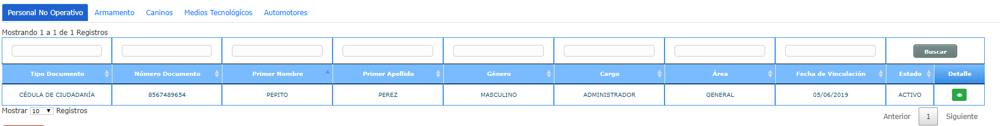 Personal No Operativo Armamento Caninos Medios Tecnológicos Automotores
Mostrando 1 a 1 de 1 Registros
Buscar
Tipo Documento Número Documento Primer Nombre Primer Apellido Género Cargo Área Fecha de Vinculación Estado Detalle
CÉDULA DE CIUDADANÍA 8567489654 PEPITO PEREZ MASCULINO ADMINISTRADOR GENERAL 05/06/2019 ACTIVO
Mostrar 10 Registros
Anterior 1 Siguiente